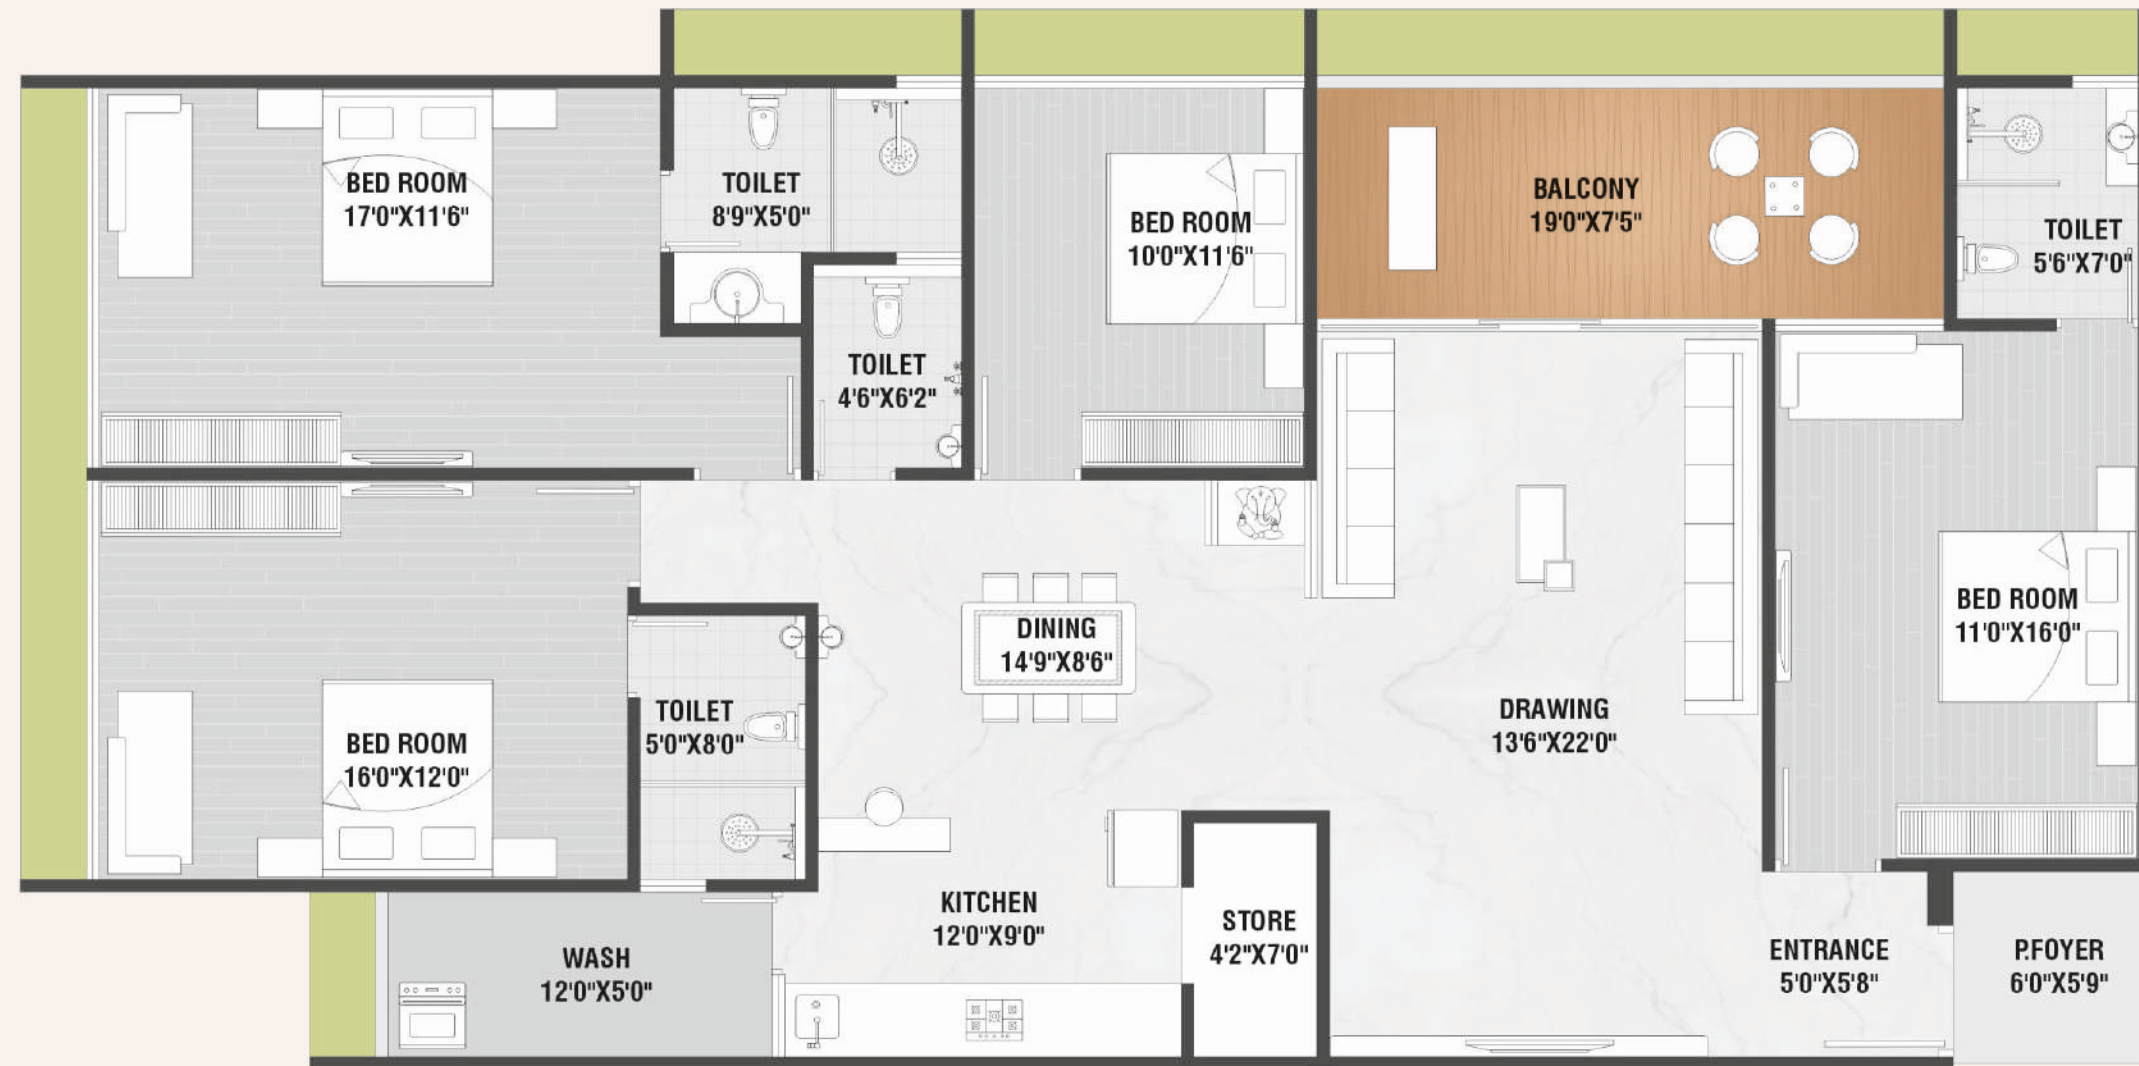 BED ROOM
17'0"X11'6"
TOILET
8'9"X5'0"
BED ROOM
10'0"X11'6"
BALCONY
19'0"X7'5"
TOILET
5'6"X7'0"
TOILET
4'6"X6'2"
BED ROOM
16'0"X12'0"
TOILET
5'0"X8'0"
DINING
14'9"X8'6"
DRAWING
13'6"X22'0"
BED ROOM
11'0"X16'0"
WASH
12'0"X5'0"
KITCHEN
12'0"X9'0"
STORE
4'2"X7'0"
ENTRANCE
5'0"X5'8"
P.FOYER
6'0"X5'9"